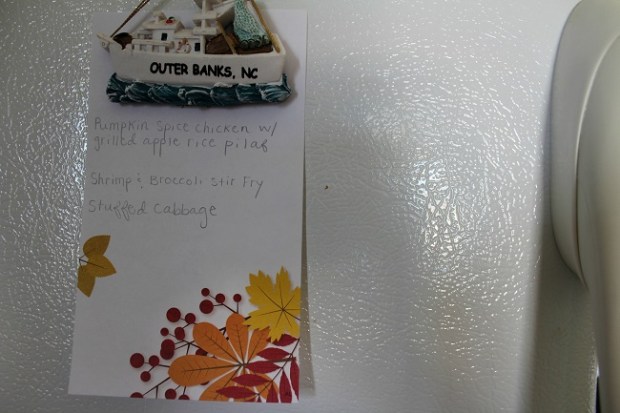 OUTER BANKS, NC
Pumpkin Spice chicken w/
grilled apple rice pilaf
Shrimp & Broccoli Stir Fry
Stuffed Cabbage